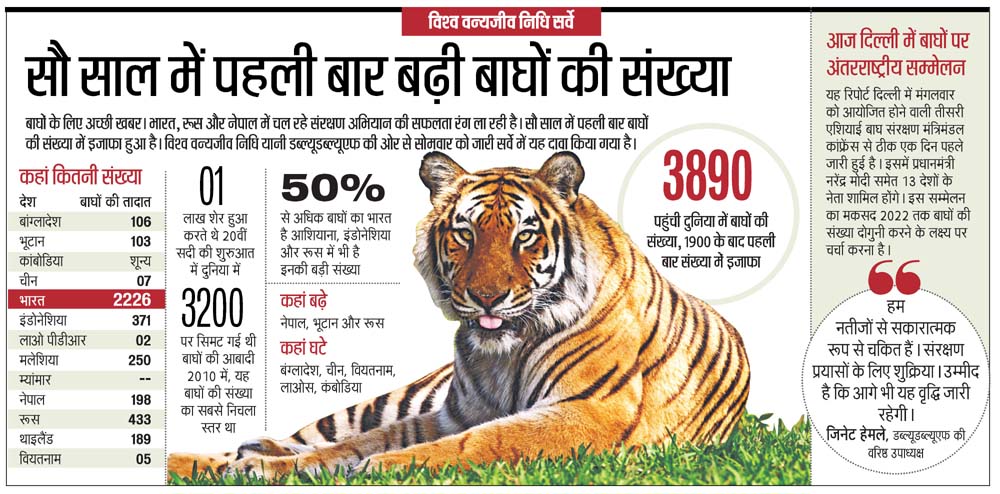 विश्व वन्यजीव निधि सर्वे
सौ साल में पहली बार बढ़ी बाघों की संख्या
बाघों के लिए अच्छी खबर। भारत, रूस और नेपाल में चल रहे संरक्षण अभियान की सफलता रंग ला रही है। सौ साल में पहली बार बाघों
की संख्या में इजाफा हुआ है। विश्व वन्यजीव निधि यानी डब्ल्यूडब्ल्यूएफ की ओर से सोमवार को जारी सर्वे में यह दावा किया गया है।
कहां कितनी संख्या
देश बाघों की तादात
बांग्लादेश 106
भूटान 103
कांबोडिया शून्य
चीन 07
भारत 2226
इंडोनेशिया 371
लाओ पीडीआर 02
मलेशिया 250
म्यांमार --
नेपाल 198
रूस 433
थाइलैंड 189
वियतनाम 05
01
लाख शेर हुआ
करते थे 20वीं
सदी की शुरुआत
में दुनिया में
3200
पर सिमट गई थी
बाघों की आबादी
2010 में, यह
बाघों की संख्या
का सबसे निचला
स्तर था
50%
से अधिक बाघों का भारत
है आशियाना, इंडोनेशिया
और रूस में भी है
इनकी बड़ी संख्या
कहां बढ़े
नेपाल, भूटान और रूस
कहां घटे
बंग्लादेश, चीन, वियतनाम,
लाओस, कंबोडिया
3890
पहुंची दुनिया में बाघों की
संख्या, 1900 के बाद पहली
बार संख्या में इजाफा
आज दिल्ली में बाघों पर
अंतरराष्ट्रीय सम्मेलन
यह रिपोर्ट दिल्ली में मंगलवार
को आयोजित होने वाली तीसरी
एशियाई बाघ संरक्षण मंत्रिमंडल
कांफ्रेंस से ठीक एक दिन पहले
जारी हुई है। इसमें प्रधानमंत्री
नरेंद्र मोदी समेत 13 देशों के
नेता शामिल होंगे। इस सम्मेलन
का मकसद 2022 तक बाघों की
संख्या दोगुनी करने के लक्ष्य पर
चर्चा करना है।
हम
नतीजों से सकारात्मक
रूप से चकित हैं। संरक्षण
प्रयासों के लिए शुक्रिया। उम्मीद
है कि आगे भी यह वृद्धि जारी
रहेगी।
जिनेट हेमले, डब्ल्यूडब्ल्यूएफ की
वरिष्ठ उपाध्यक्ष